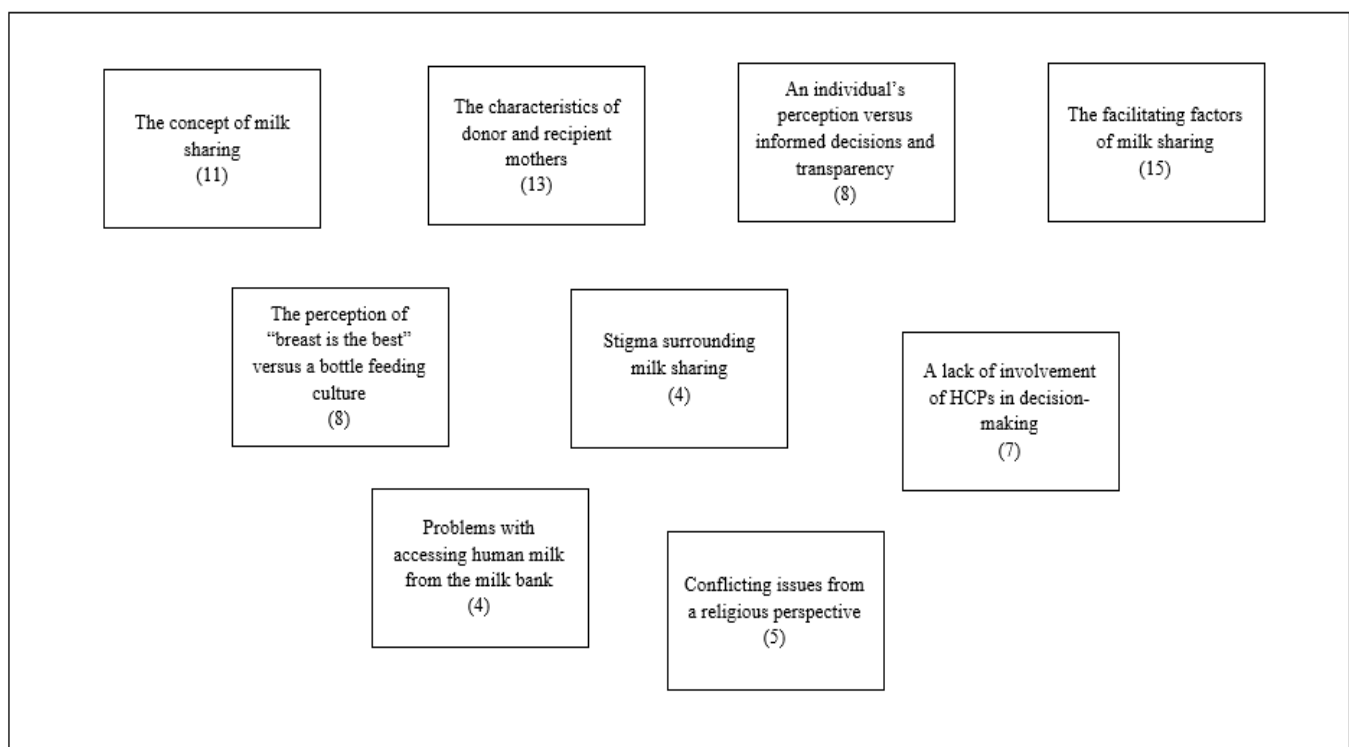 The concept of milk
sharing
(11)
The characteristics of
donor and recipient
mothers
(13)
An individual’s
perception versus
informed decisions and
transparency
(8)
The facilitating factors
of milk sharing
(15)
The perception of
“breast is the best”
versus a bottle feeding
culture
(8)
Stigma surrounding
milk sharing
(4)
A lack of involvement
of HCPs in decision-
making
(7)
Problems with
accessing human milk
from the milk bank
(4)
Conflicting issues from
a religious perspective
(5)